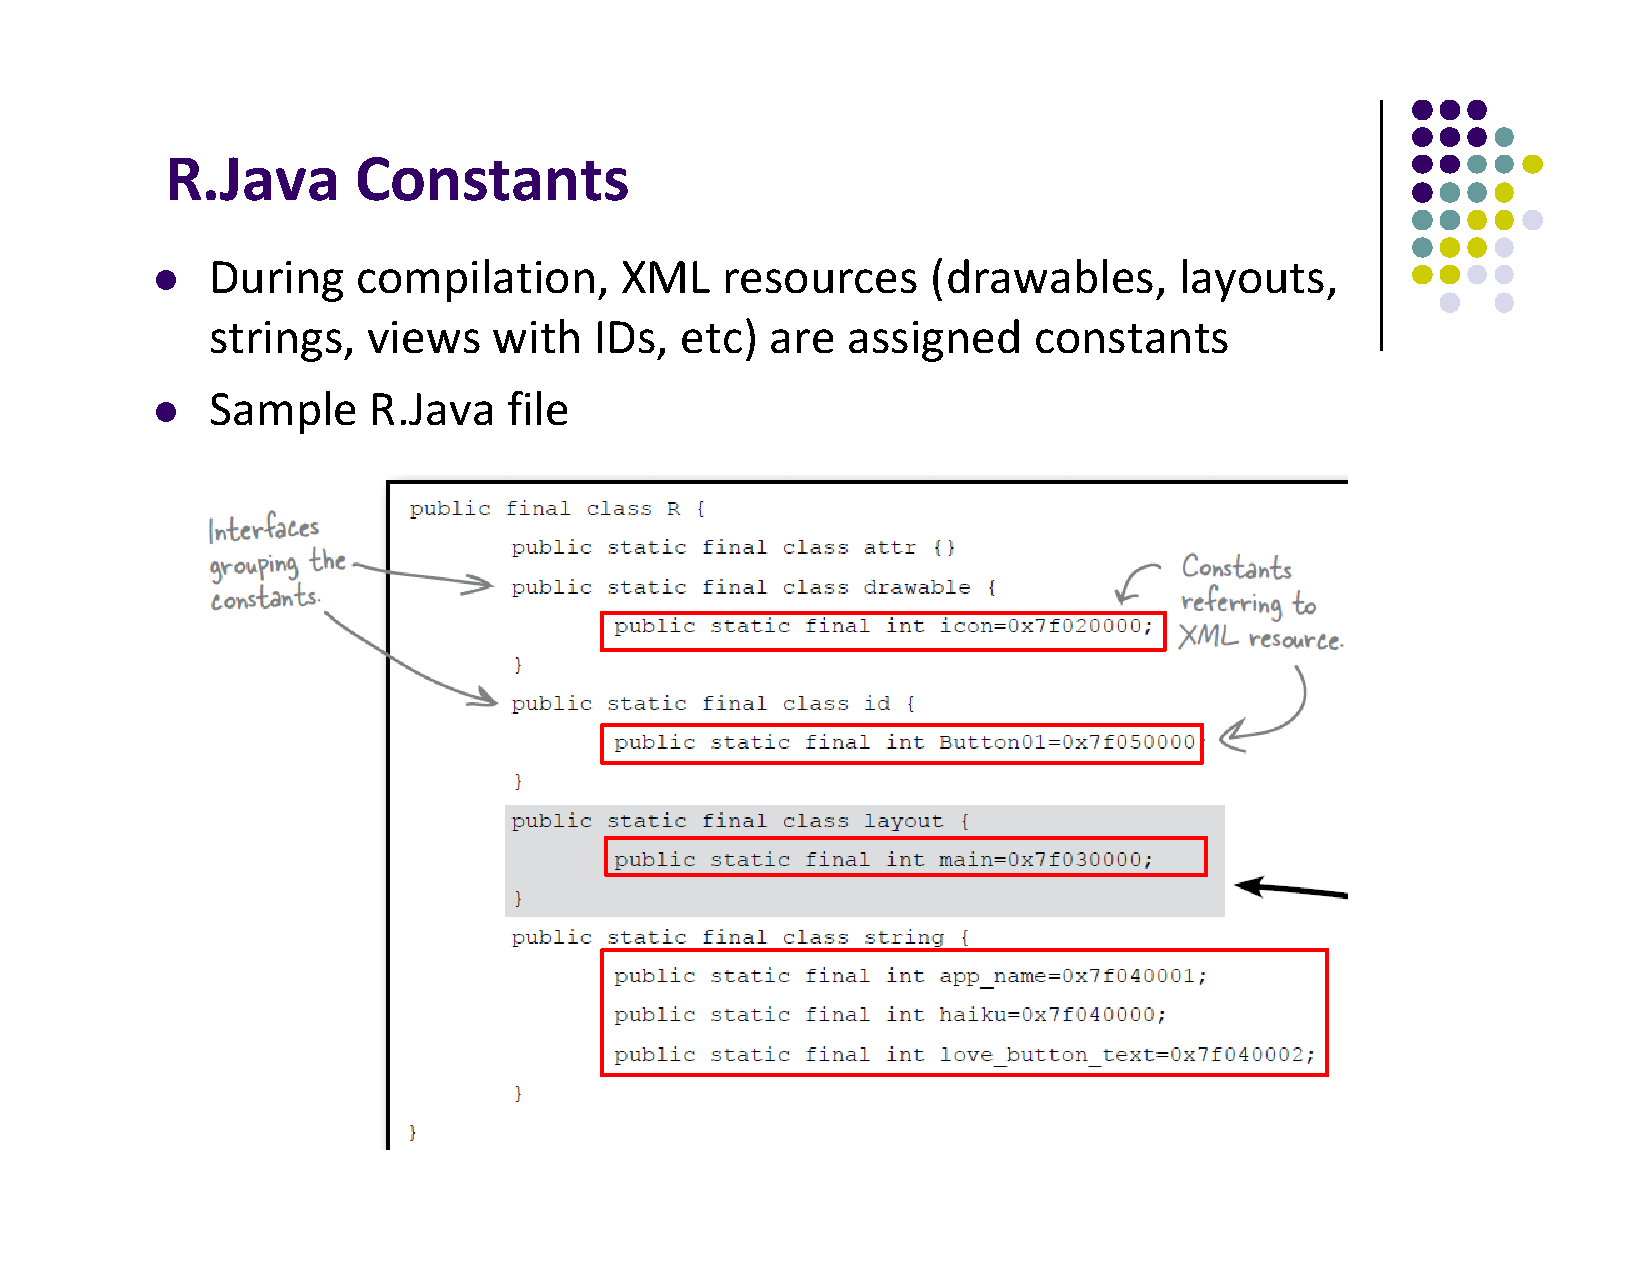 R.Java Constants
During compilation, XML resources (drawables, layouts,
strings, views with IDs, etc) are assigned constants
Sample R.Java file
Interfaces
grouping the
constants.
public final class R {
public static final class attr {}
public static final class drawable {
public static final int icon=0x7f020000;
}
Constants
referring to
XML resource.
public static final class id {
public static final int Button01=0x7f050000;
}
public static final class layout {
public static final int main=0x7f030000;
}
public static final class string {
public static final int app_name=0x7f040001;
public static final int haiku=0x7f040000;
public static final int love_button_text=0x7f040002;
}
}